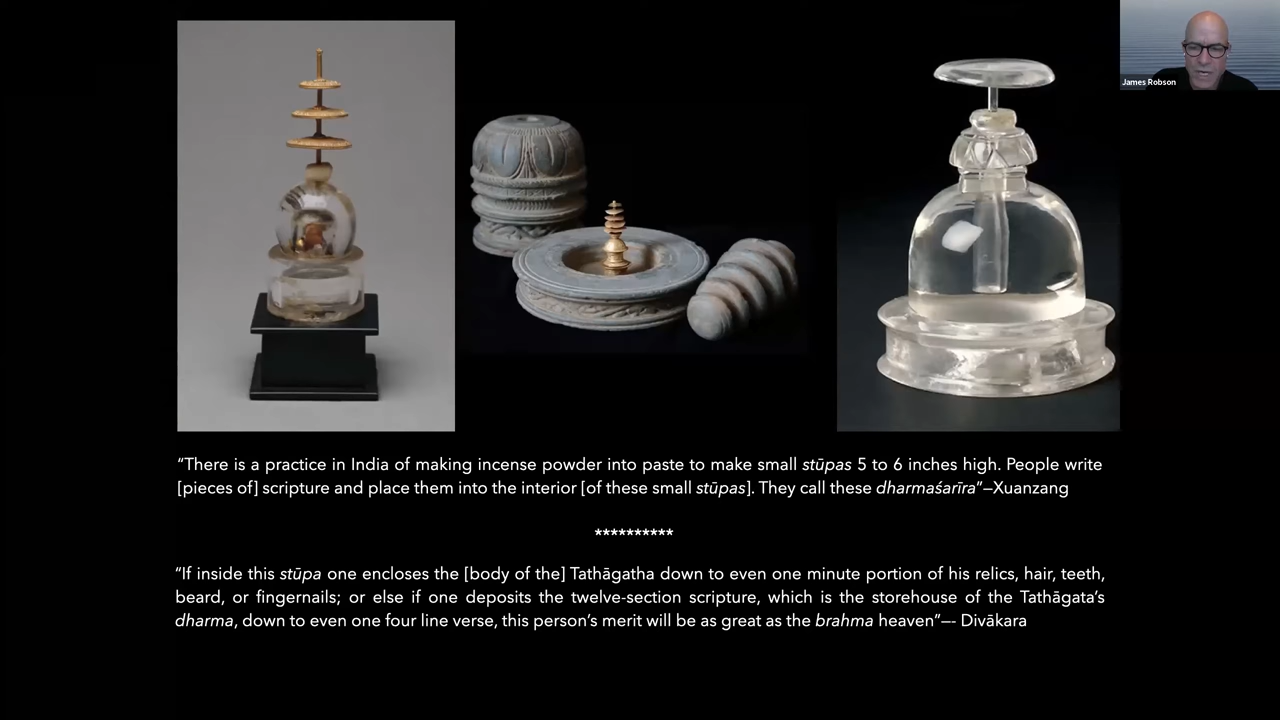 James Robson
“There is a practice in India of making incense powder into paste to make small stūpas 5 to 6 inches high. People write
[pieces of] scripture and place them into the interior [of these small stūpas]. They call these dharmaśarīra”—Xuanzang
**********
“If inside this stūpa one encloses the [body of the] Tathāgatha down to even one minute portion of his relics, hair, teeth,
beard, or fingernails; or else if one deposits the twelve-section scripture, which is the storehouse of the Tathāgata’s
dharma, down to even one four line verse, this person’s merit will be as great as the brahma heaven”—- Divākara